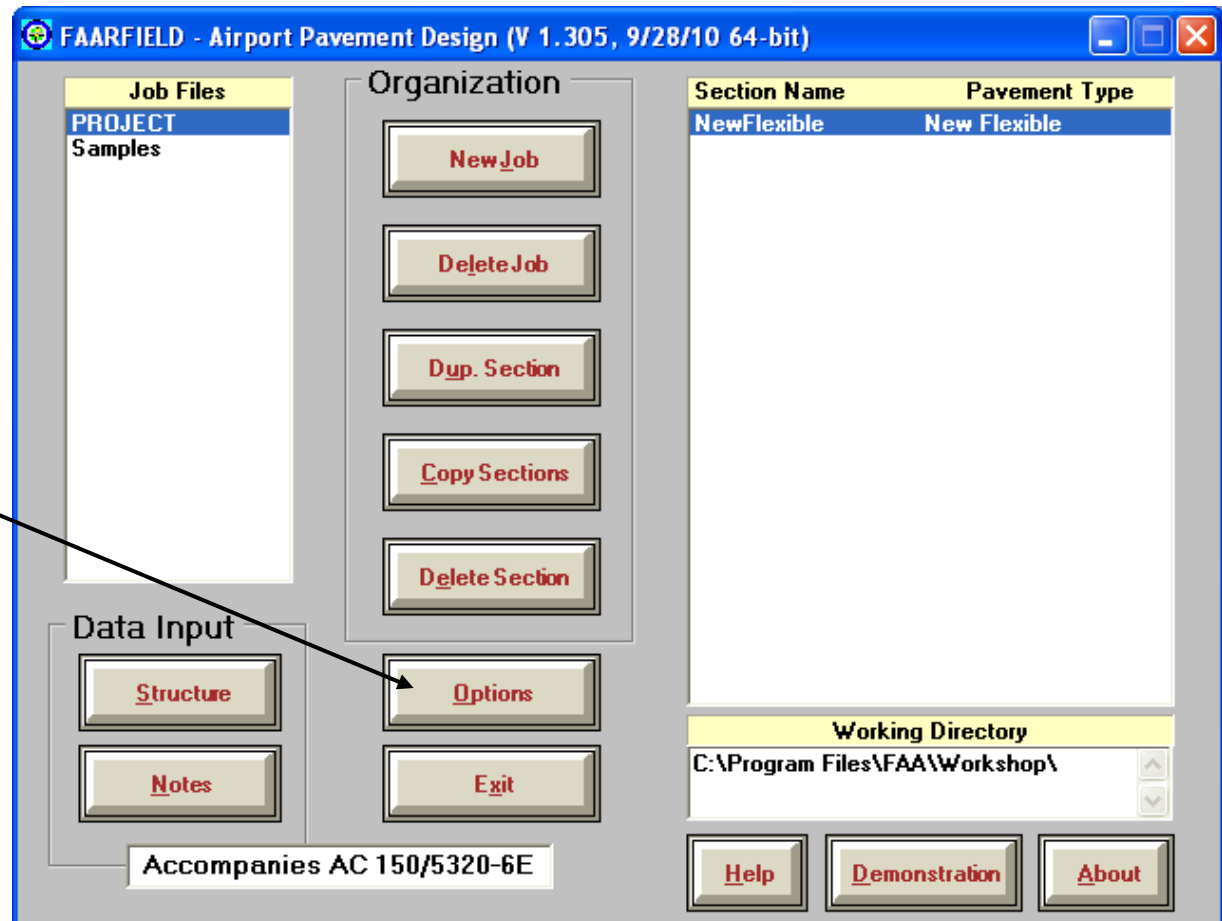 FAARFIELD - Airport Pavement Design (V 1.305, 9/28/10 64-bit)
Job Files
PROJECT
Samples
Organization
New Job
Delete Job
Dup. Section
Copy Sections
Delete Section
Section Name Pavement Type
NewFlexible New Flexible
Data Input
Structure
Notes
Options
Exit
Working Directory
C:\Program Files\FAA\Workshop\
Accompanies AC 150/5320-6E
Help
Demonstration
About